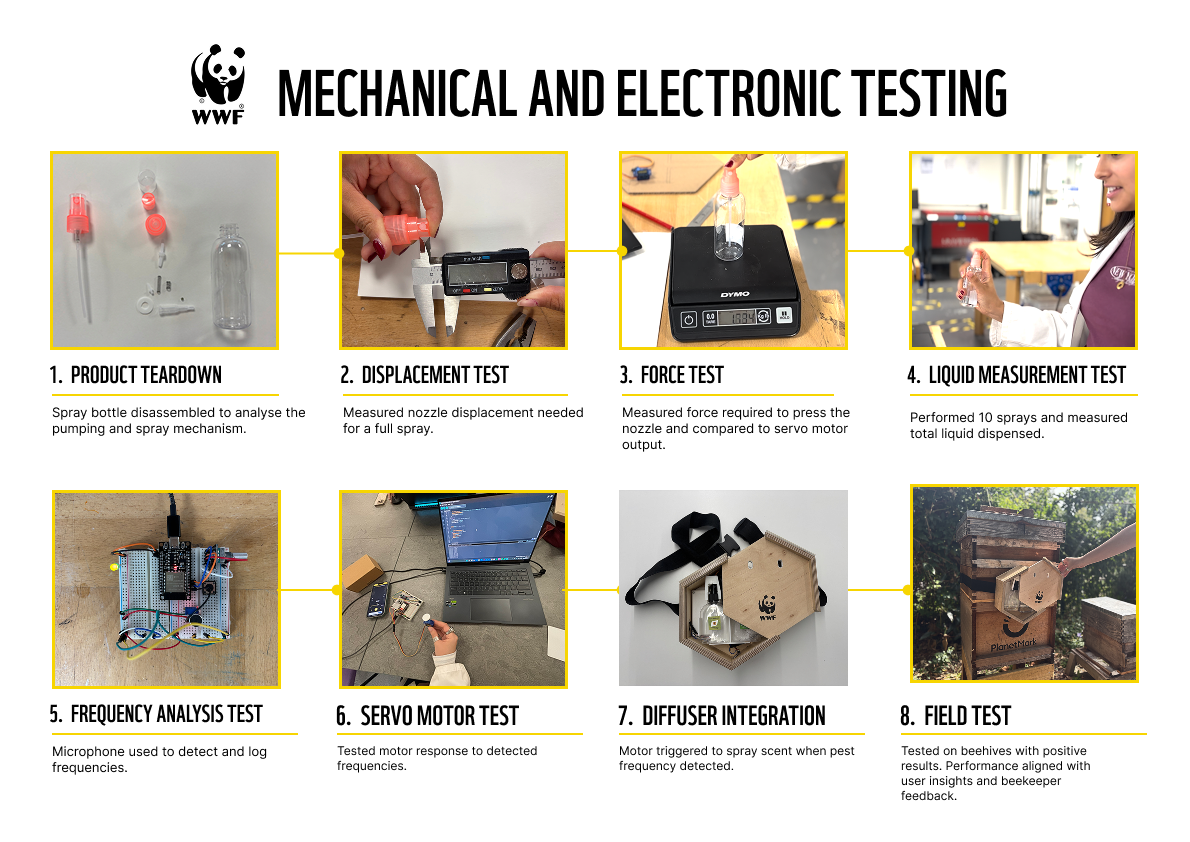 WWF
MECHANICAL AND ELECTRONIC TESTING
DYMO
1. PRODUCT TEARDOWN
Spray bottle disassembled to analyse the
pumping and spray mechanism.
2. DISPLACEMENT TEST
Measured nozzle displacement needed
for a full spray.
3. FORCE TEST
Measured force required to press the
nozzle and compared to servo motor
output.
4. LIQUID MEASUREMENT TEST
Performed 10 sprays and measured
total liquid dispensed.
WWF
PlanetMark
5. FREQUENCY ANALYSIS TEST
Microphone used to detect and log
frequencies.
6. SERVO MOTOR TEST
Tested motor response to detected
frequencies.
7. DIFFUSER INTEGRATION
Motor triggered to spray scent when pest
frequency detected.
8. FIELD TEST
Tested on beehives with positive
results. Performance aligned with
user insights and beekeeper
feedback.